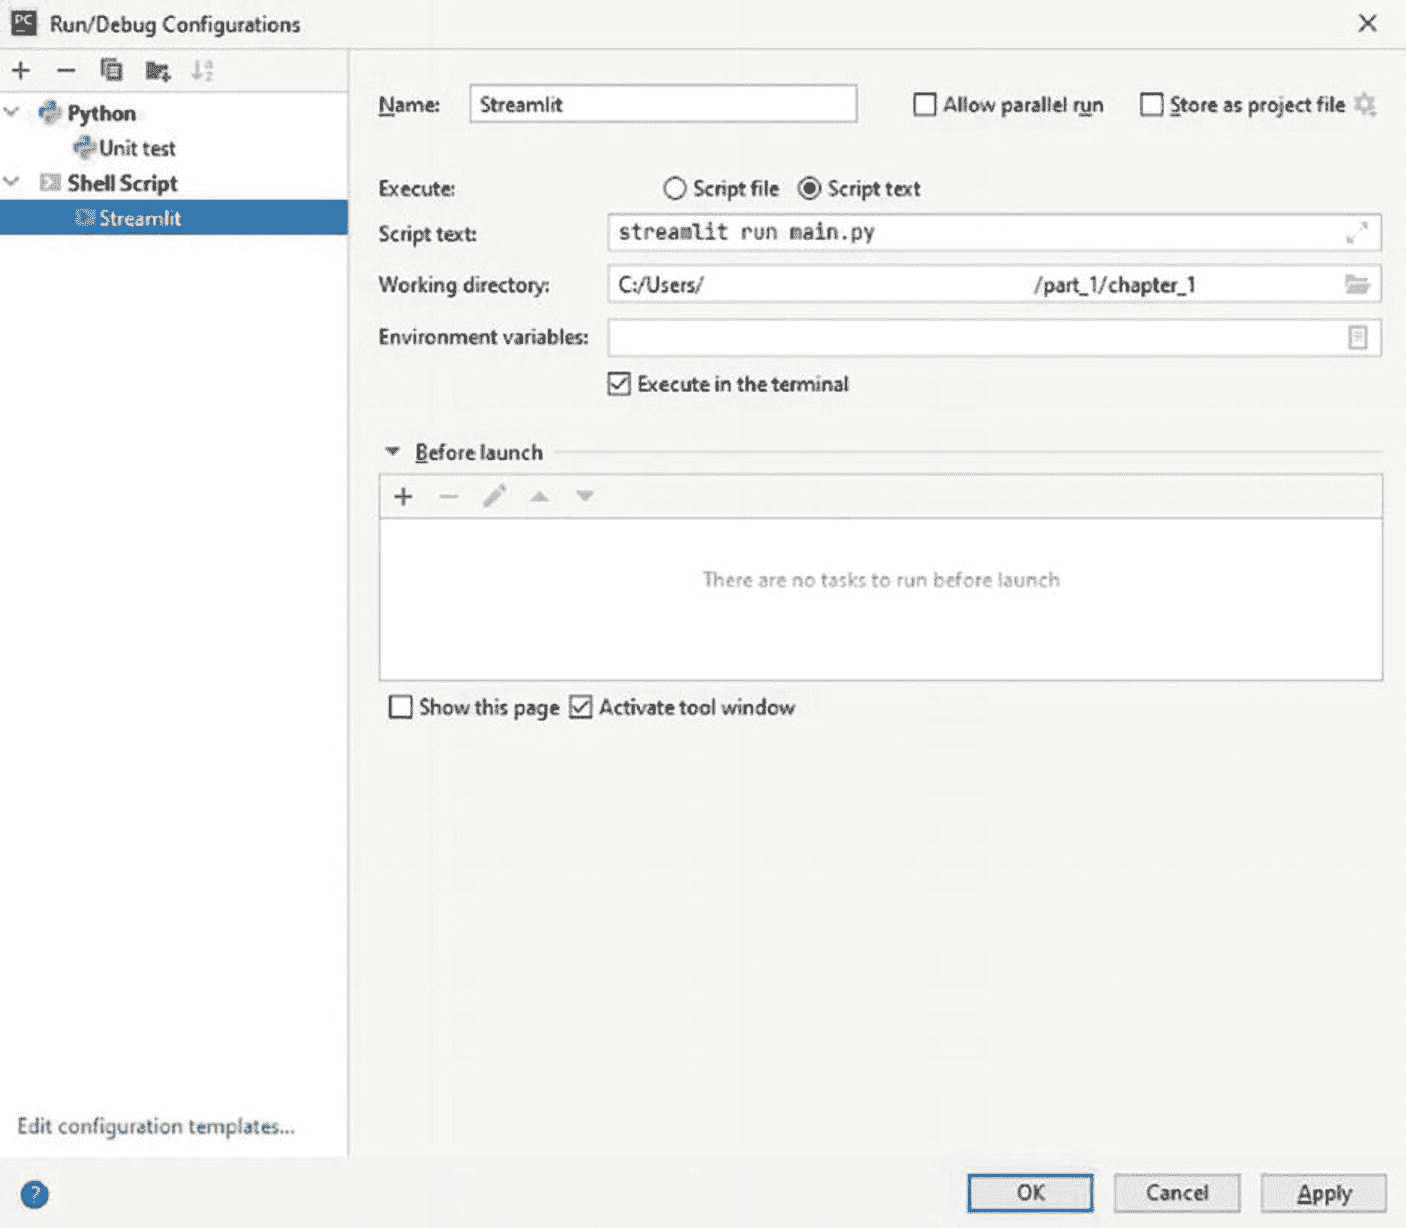 PC Run/Debug Configurations
Python
Unit test
Shell Script
Streamlit
Edit configuration templates...
Name: Streamlit Allow parallel run Store as project file
Execute: Script file Script text
Script text: streamlit run main.py
Working directory: C:/Users/ /part_1/chapter_1
Environment variables:
Execute in the terminal
Before launch
There are no tasks to run before launch
Show this page Activate tool window
? OK Cancel Apply